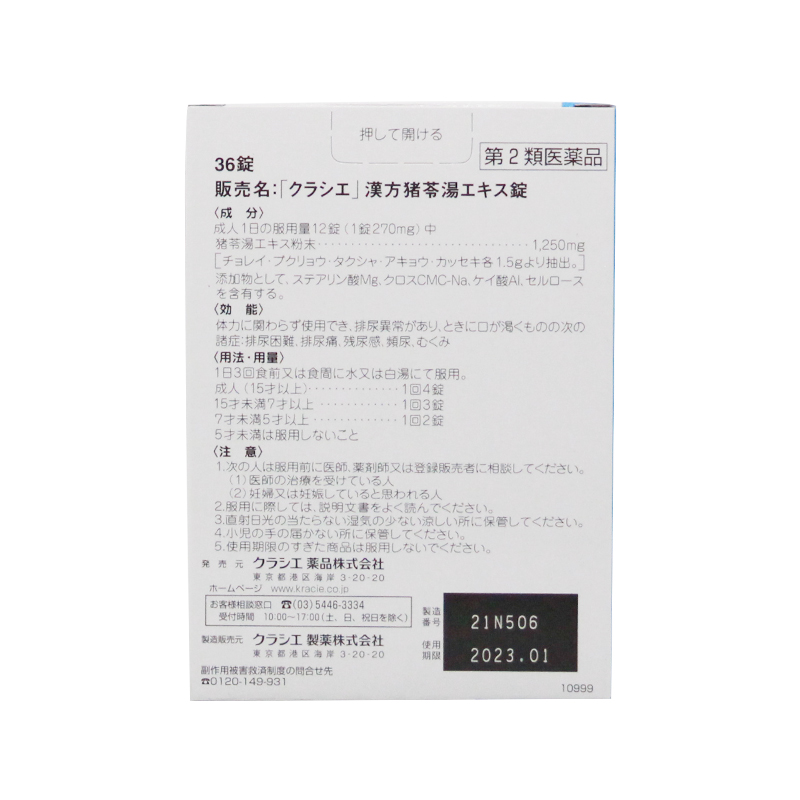 押して開ける
第2類医薬品
36錠
販売名:「クラシエ」漢方猪苓湯エキス錠
〈成 分〉
成人1日の服用量12錠(1錠270mg)中
猪苓湯エキス粉末……………………………1,250mg
[チョレイ・ブクリョウ・タクシャ・アキョウ・カッセキ各1.5gより抽出。]
添加物として、ステアリン酸Mg、クロスCMC-Na、ケイ酸Al、セルロース
を含有する。
〈効 能〉
体力に関わらず使用でき、排尿異常があり、ときに口が渇くものの次の
諸症:排尿困難、排尿痛、残尿感、頻尿、むくみ
〈用法・用量〉
1日3回食前又は食間に水又は白湯にて服用。
成人(15才以上)……………1回4錠
15才未満7才以上……………1回3錠
7才未満5才以上……………1回2錠
5才未満は服用しないこと
〈注 意〉
1.次の人は服用前に医師、薬剤師又は登録販売者に相談してください。
(1)医師の治療を受けている人
(2)妊婦又は妊娠していると思われる人
2.服用に際しては、説明文書をよく読んでください。
3.直射日光の当たらない湿気の少ない涼しい所に保管してください。
4.小児の手の届かない所に保管してください。
5.使用期限のすぎた商品は服用しないでください。
発売元 クラシエ薬品株式会社
東京都港区海岸 3-20-20
ホームページ www.kracie.co.jp
お客様相談窓口 ☎(03)5446-3334
受付時間 10:00〜17:00(土、日、祝日を除く)
製造販売元 クラシエ製薬株式会社
東京都港区海岸 3-20-20
副作用被害救済制度の問合せ先
☎0120-149-931
製造番号 21N506
使用期限 2023.01
10999